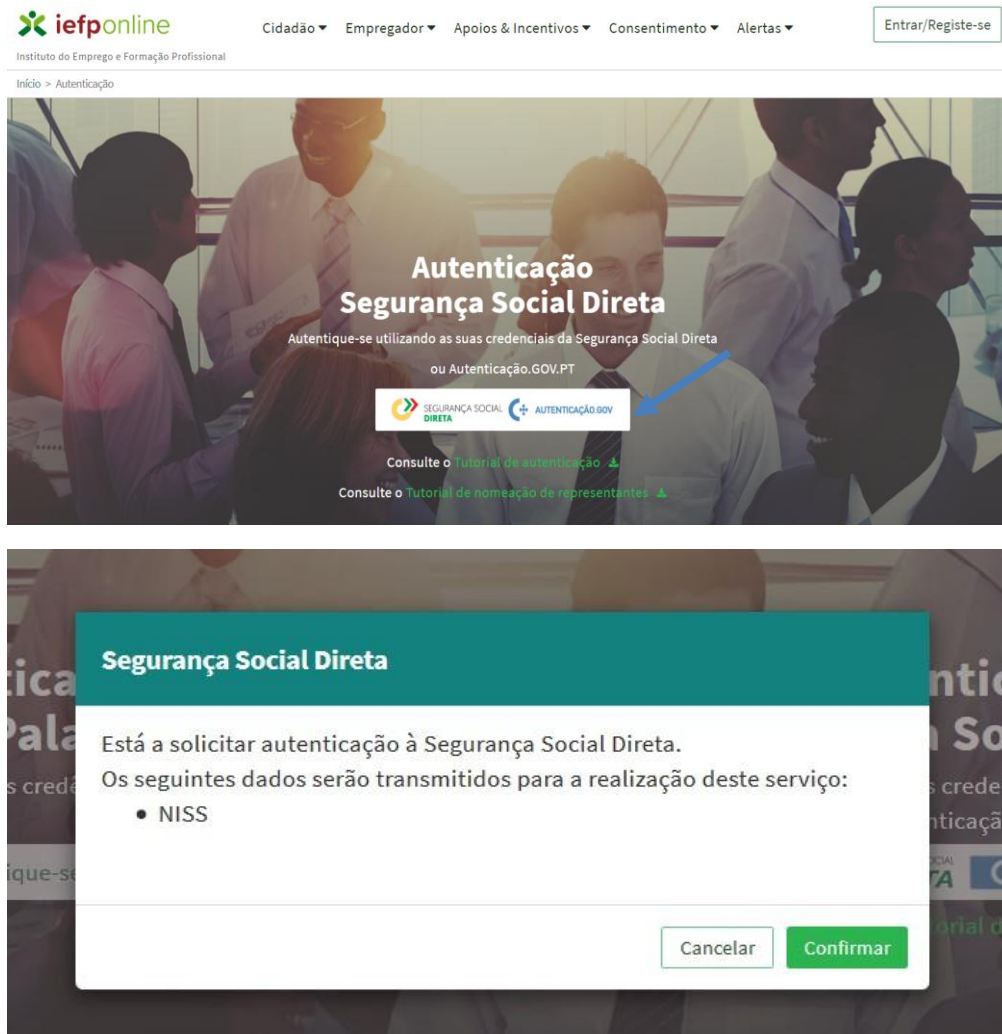 iefponline
Cidadão Empregador Apoios & Incentivos Consentimento Alertas Entrar/Registe-se
Instituto do Emprego e Formação Profissional
Início > Autenticação
Autenticação
Segurança Social Direta
Autentique-se utilizando as suas credenciais da Segurança Social Direta
ou Autenticação.GOV.PT
SEGURANÇA SOCIAL
DIRETA
AUTENTICAÇÃO.GOV
Consulte o Tutorial de autenticação
Consulte o Tutorial de nomeação de representantes
Segurança Social Direta
Está a solicitar autenticação à Segurança Social Direta.
Os seguintes dados serão transmitidos para a realização deste serviço:
• NISS
Cancelar Confirmar